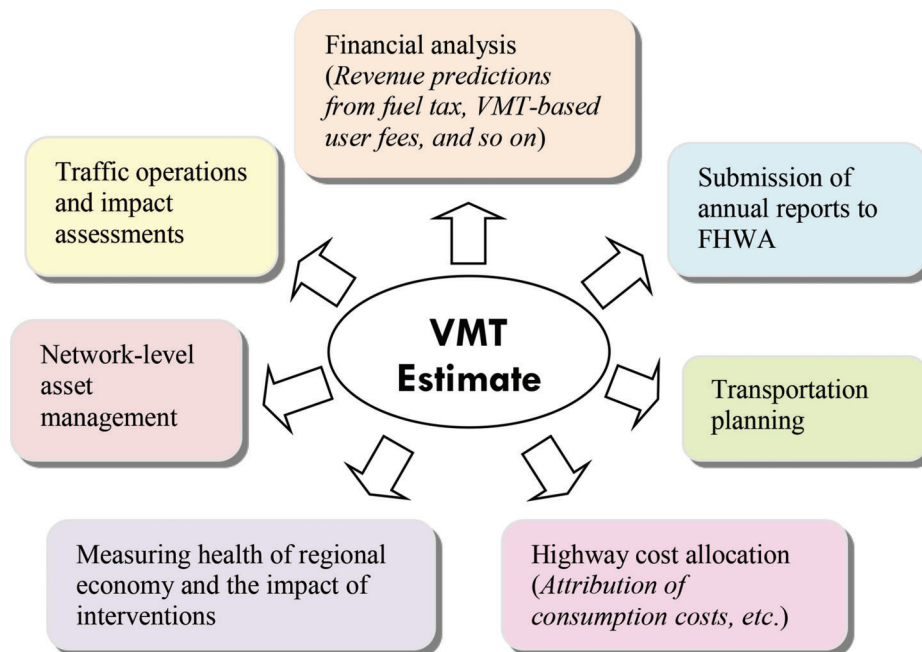 Financial analysis
(Revenue predictions
from fuel tax, VMT-based
user fees, and so on)
Traffic operations
and impact
assessments
Submission of
annual reports to
FHWA
VMT
Estimate
Network-level
asset
management
Transportation
planning
Measuring health of regional
economy and the impact of
interventions
Highway cost allocation
(Attribution of
consumption costs, etc.)